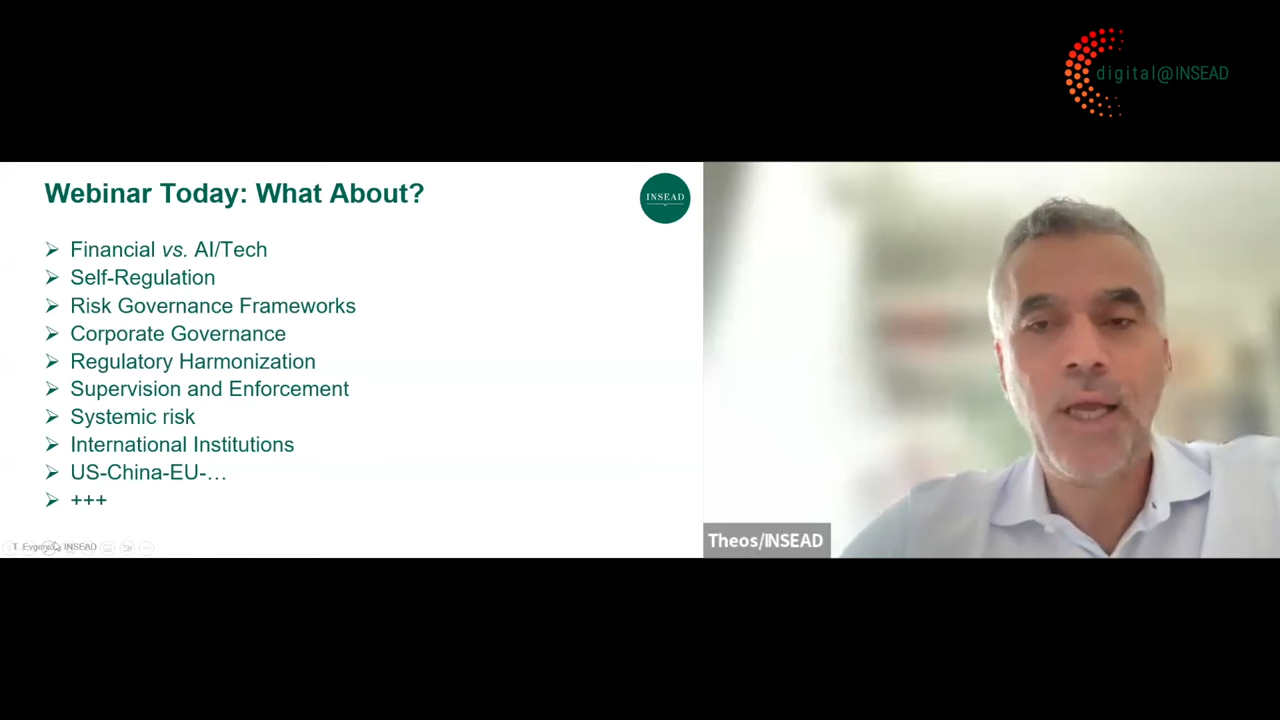 digital@INSEAD
Webinar Today: What About?
INSEAD
➢ Financial vs. AI/Tech
➢ Self-Regulation
➢ Risk Governance Frameworks
➢ Corporate Governance
➢ Regulatory Harmonization
➢ Supervision and Enforcement
➢ Systemic risk
➢ International Institutions
➢ US-China-EU-…
➢ +++
T. INSEAD
Theos/INSEAD